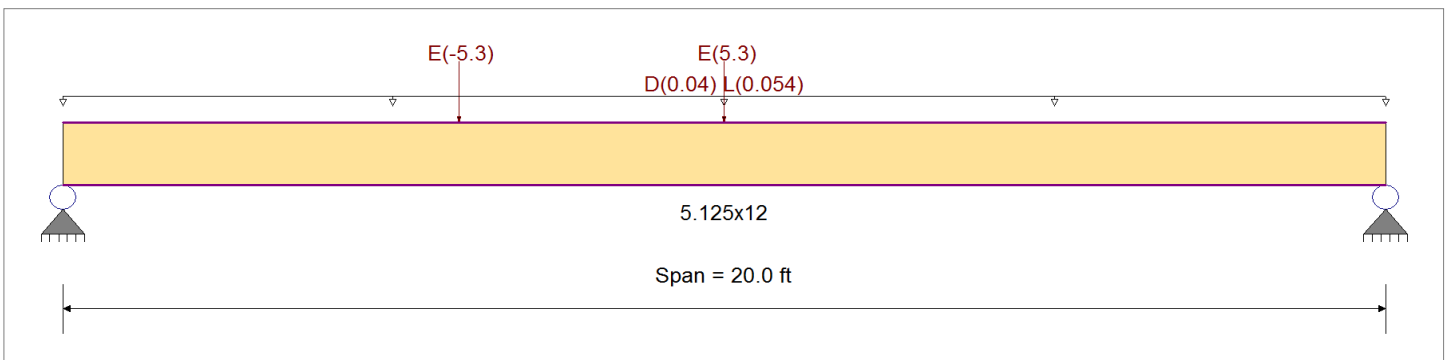 E(-5.3) E(5.3)
D(0.04) L(0.054)
5.125x12
Span = 20.0 ft